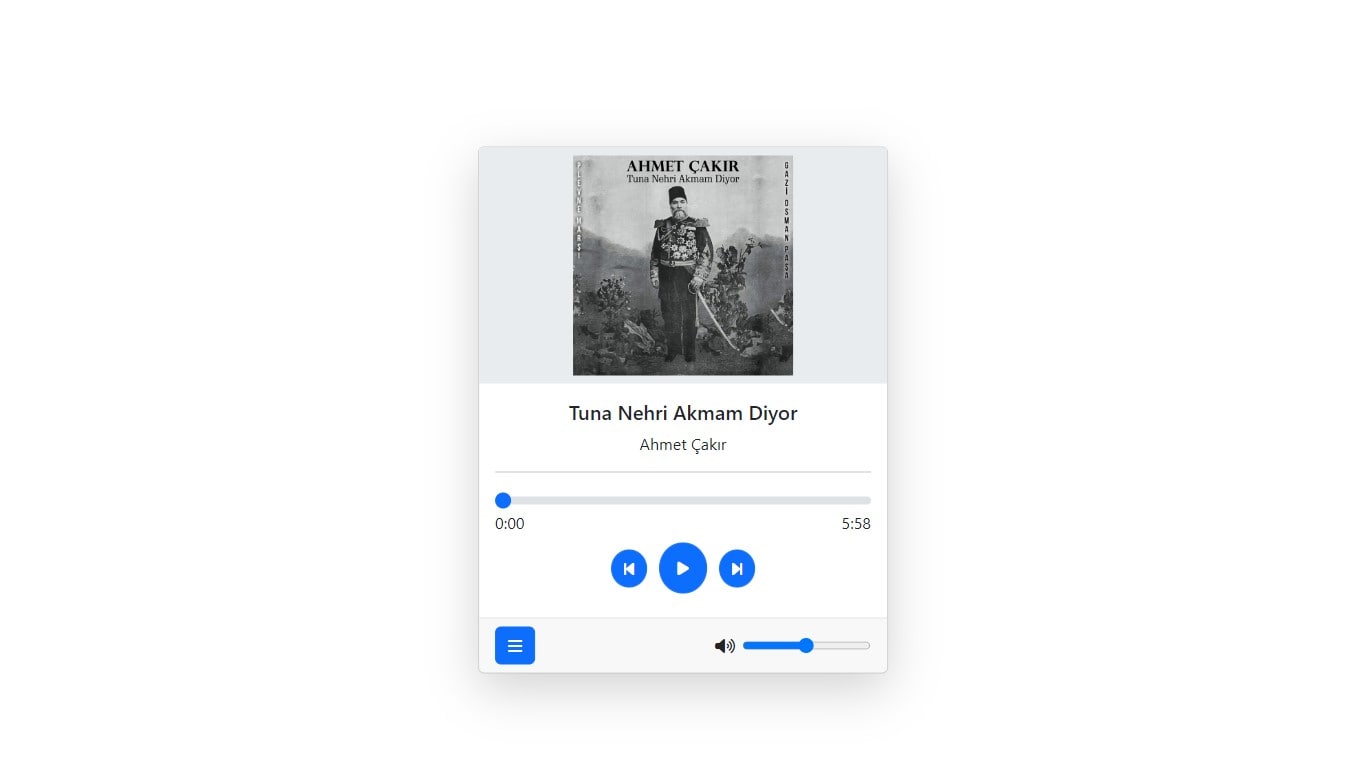 AHMET ÇAKIR
Tuna Nehri Akmam Diyor
PLEVNE MARŞI
GAZİ OSMAN PAŞA
Tuna Nehri Akmam Diyor
Ahmet Çakır
0:00
5:58